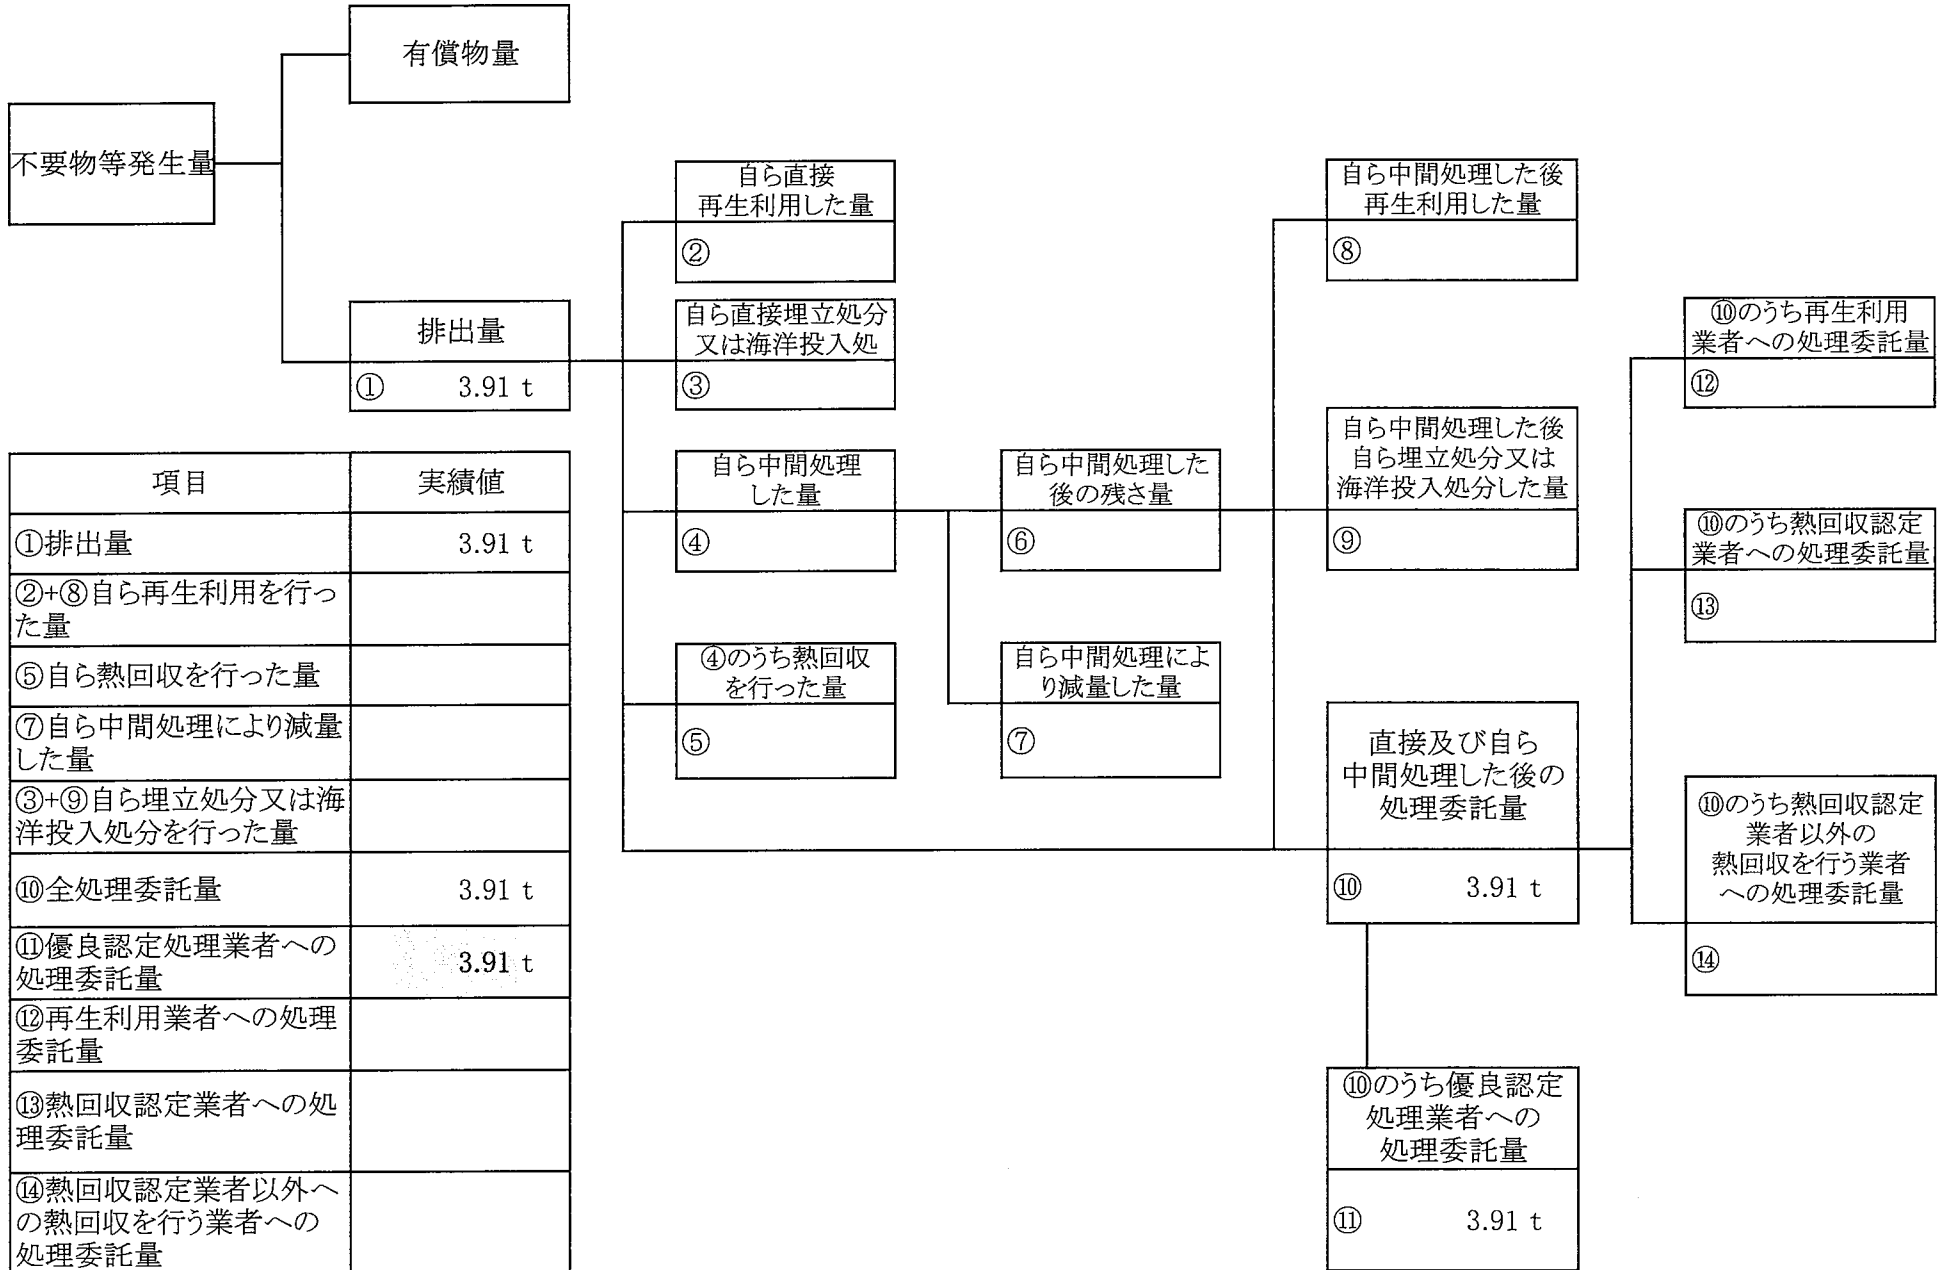 有償物量
不要物等発生量
排出量
① 3.91 t
自ら直接
再生利用した量
②
自ら直接埋立処分
又は海洋投入処
③
自ら中間処理
した量
④
④のうち熱回収
を行った量
⑤
自ら中間処理した
後の残さ量
⑥
自ら中間処理によ
り減量した量
⑦
自ら中間処理した後
再生利用した量
⑧
自ら中間処理した後
自ら埋立処分又は
海洋投入処分した量
⑨
直接及び自ら
中間処理した後の
処理委託量
⑩ 3.91 t
⑩のうち優良認定
処理業者への
処理委託量
⑪ 3.91 t
⑩のうち再生利用
業者への処理委託量
⑫
⑩のうち熱回収認定
業者への処理委託量
⑬
⑩のうち熱回収認定
業者以外の
熱回収を行う業者
への処理委託量
⑭
項目 実績値
①排出量 3.91 t
②+⑧自ら再生利用を行っ
た量
⑤自ら熱回収を行った量
⑦自ら中間処理により減量
した量
③+⑨自ら埋立処分又は海
洋投入処分を行った量
⑩全処理委託量 3.91 t
⑪優良認定処理業者への
処理委託量 3.91 t
⑫再生利用業者への処理
委託量
⑬熱回収認定業者への処
理委託量
⑭熱回収認定業者以外へ
の熱回収を行う業者への
処理委託量